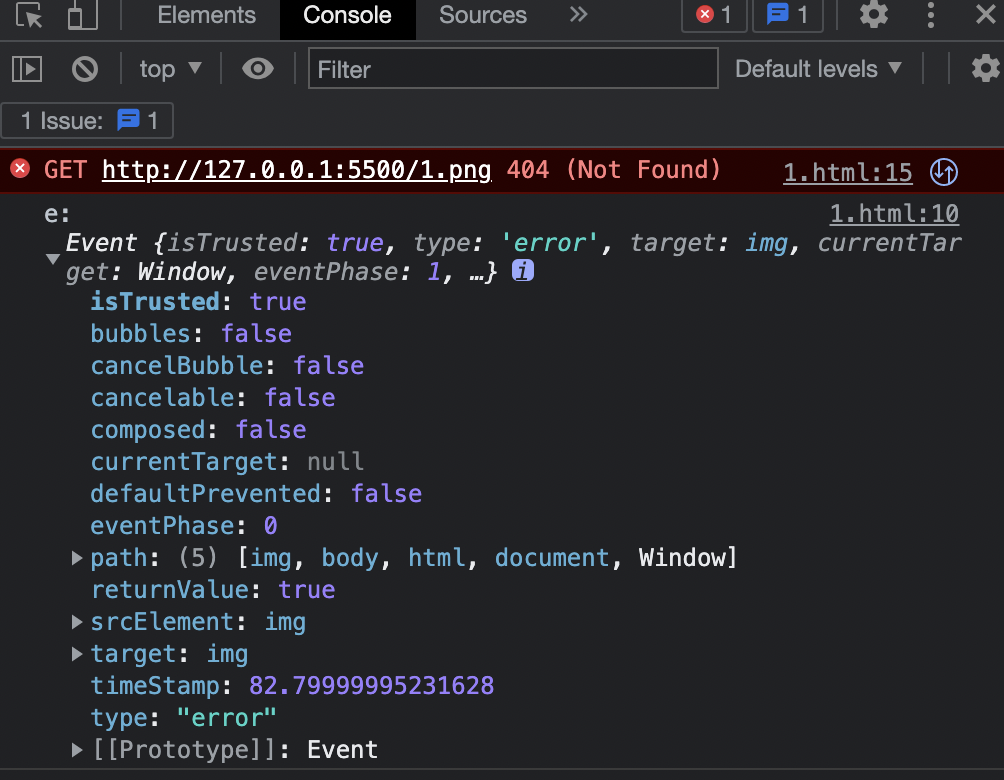 Elements Console Sources 1 1
top Filter Default levels
1 Issue: 1
GET http://127.0.0.1:5500/1.png 404 (Not Found) 1.html:15
e: 1.html:10
Event {isTrusted: true, type: 'error', target: img, currentTar
get: Window, eventPhase: 1, …} i
isTrusted: true
bubbles: false
cancelBubble: false
cancelable: false
composed: false
currentTarget: null
defaultPrevented: false
eventPhase: 0
path: (5) [img, body, html, document, Window]
returnValue: true
srcElement: img
target: img
timeStamp: 82.79999995231628
type: "error"
[[Prototype]]: Event